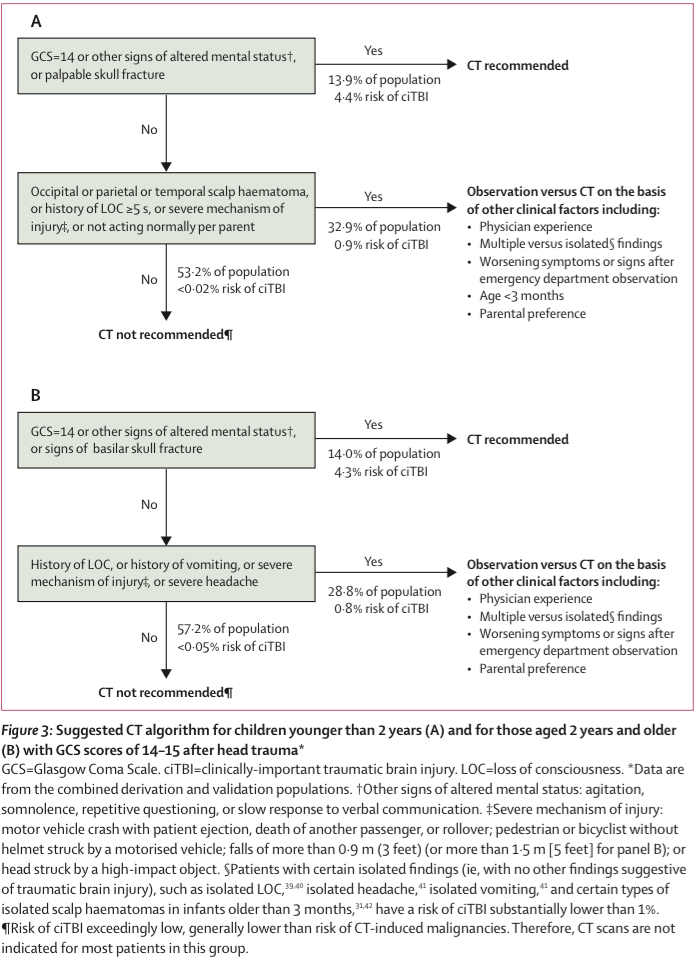 A
GCS=14 or other signs of altered mental status†,
or palpable skull fracture
Yes
13·9% of population
4·4% risk of ciTBI
CT recommended
No
Occipital or parietal or temporal scalp haematoma,
or history of LOC ≥5 s, or severe mechanism of
injury‡, or not acting normally per parent
Yes
32·9% of population
0·9% risk of ciTBI
Observation versus CT on the basis
of other clinical factors including:
• Physician experience
• Multiple versus isolated§ findings
• Worsening symptoms or signs after
emergency department observation
• Age <3 months
• Parental preference
No
53·2% of population
<0·02% risk of ciTBI
CT not recommended¶
B
GCS=14 or other signs of altered mental status†,
or signs of basilar skull fracture
Yes
14·0% of population
4·3% risk of ciTBI
CT recommended
No
History of LOC, or history of vomiting, or severe
mechanism of injury‡, or severe headache
Yes
28·8% of population
0·8% risk of ciTBI
Observation versus CT on the basis
of other clinical factors including:
• Physician experience
• Multiple versus isolated§ findings
• Worsening symptoms or signs after
emergency department observation
• Parental preference
No
57·2% of population
<0·05% risk of ciTBI
CT not recommended¶
Figure 3: Suggested CT algorithm for children younger than 2 years (A) and for those aged 2 years and older
(B) with GCS scores of 14–15 after head trauma*
GCS=Glasgow Coma Scale. ciTBI=clinically-important traumatic brain injury. LOC=loss of consciousness. *Data are
from the combined derivation and validation populations. †Other signs of altered mental status: agitation,
somnolence, repetitive questioning, or slow response to verbal communication. ‡Severe mechanism of injury:
motor vehicle crash with patient ejection, death of another passenger, or rollover; pedestrian or bicyclist without
helmet struck by a motorised vehicle; falls of more than 0·9 m (3 feet) (or more than 1·5 m [5 feet] for panel B); or
head struck by a high-impact object. §Patients with certain isolated findings (ie, with no other findings suggestive
of traumatic brain injury), such as isolated LOC,39,40 isolated headache,41 isolated vomiting,41 and certain types of
isolated scalp haematomas in infants older than 3 months,31,42 have a risk of ciTBI substantially lower than 1%.
¶Risk of ciTBI exceedingly low, generally lower than risk of CT-induced malignancies. Therefore, CT scans are not
indicated for most patients in this group.